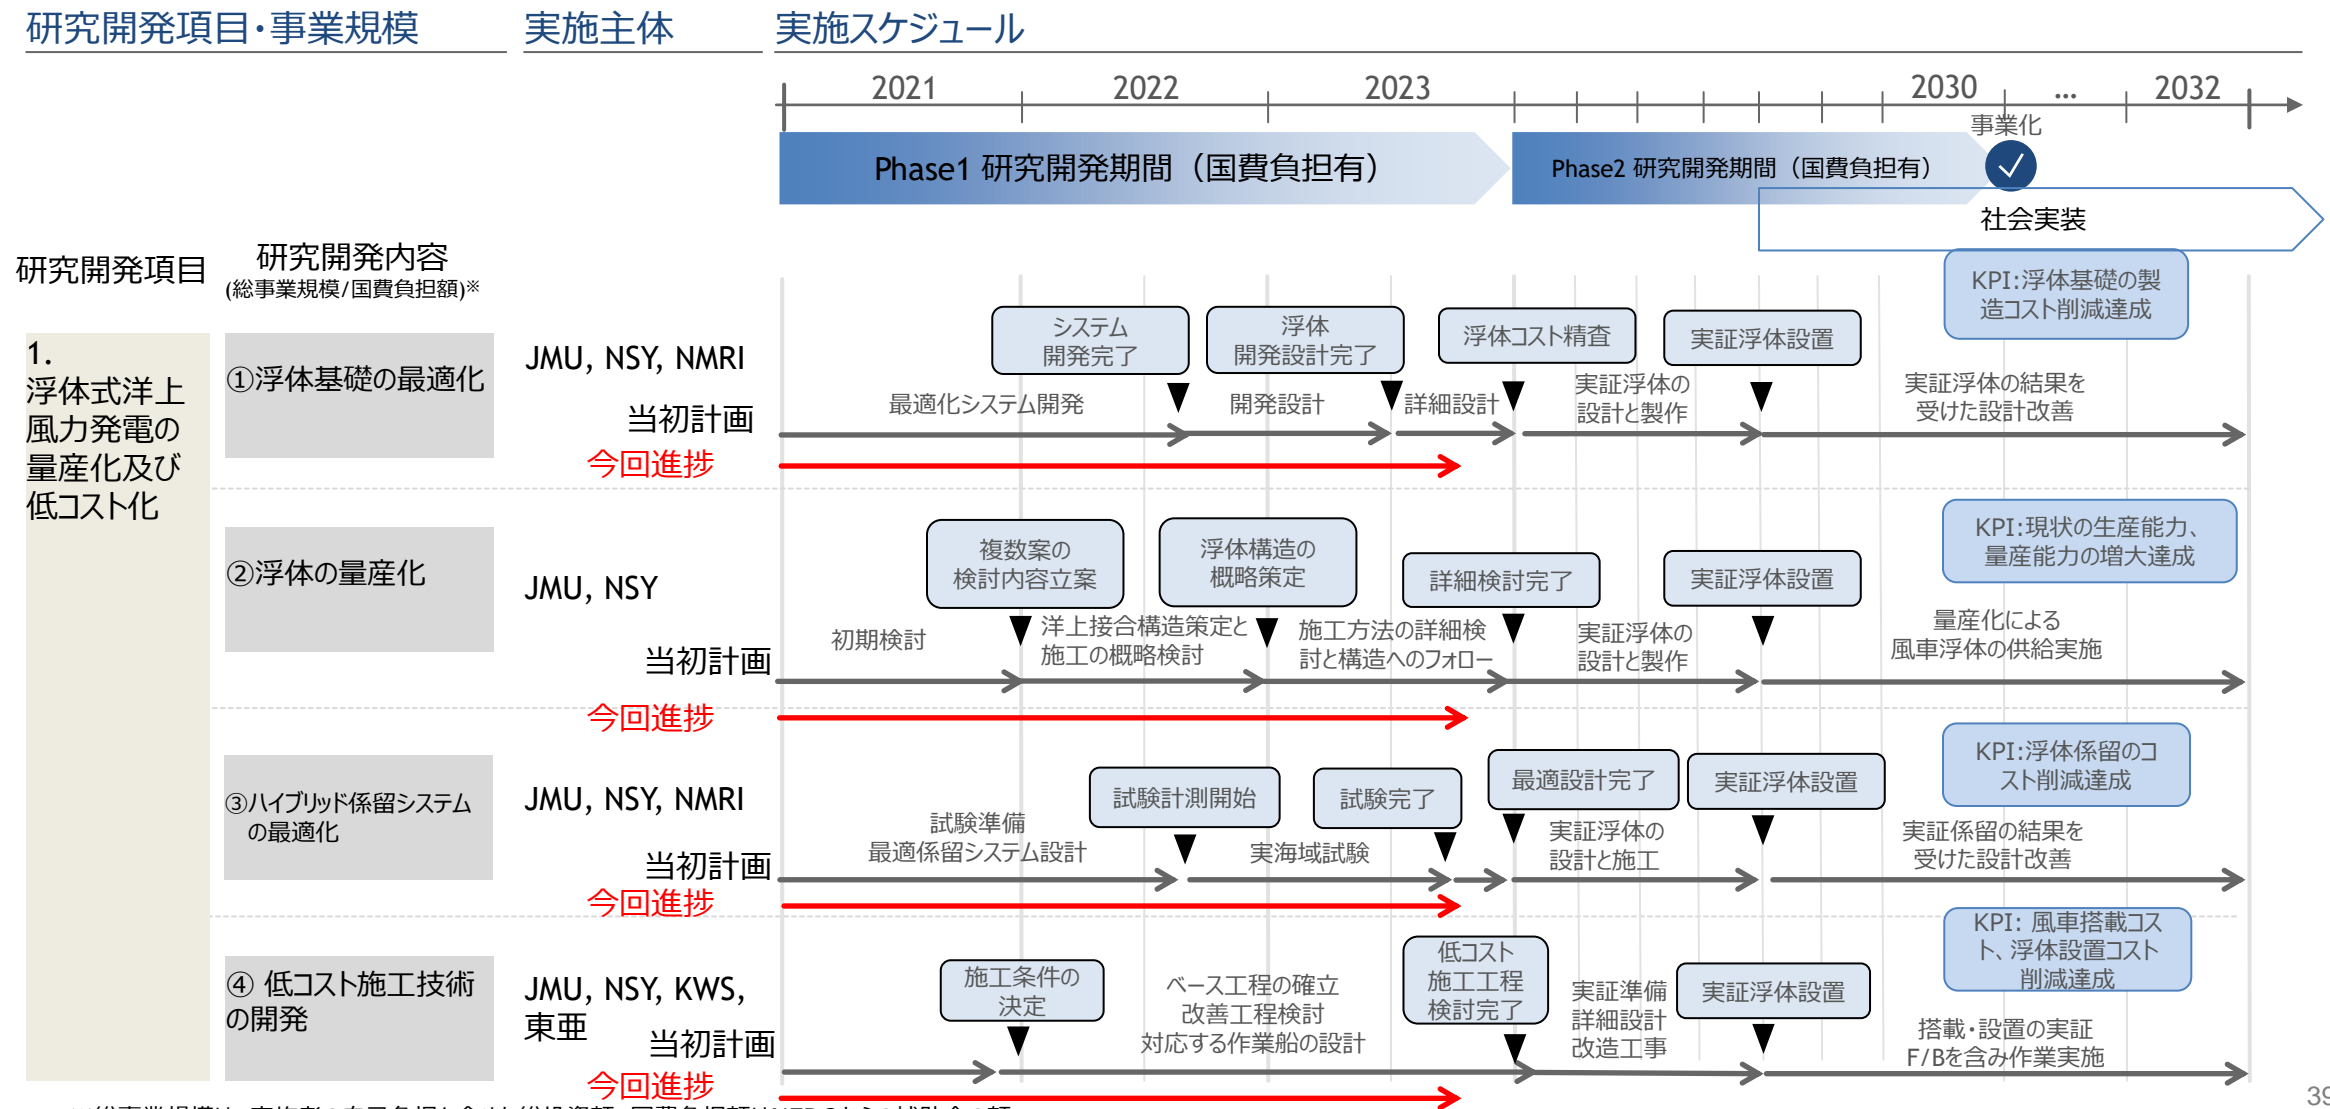 研究開発項目・事業規模
実施主体
実施スケジュール
2021
2022
2023
2030
...
2032
事業化
Phase1 研究開発期間（国費負担有）
Phase2 研究開発期間（国費負担有）
社会実装
研究開発項目
研究開発内容
(総事業規模/国費負担額)※
1.
浮体式洋上
風力発電の
量産化及び
低コスト化
①浮体基礎の最適化
JMU, NSY, NMRI
当初計画
今回進捗
システム
開発完了
浮体
開発設計完了
浮体コスト精査
実証浮体設置
KPI:浮体基礎の製
造コスト削減達成
最適化システム開発
開発設計
詳細設計
実証浮体の
設計と製作
実証浮体の結果を
受けた設計改善
②浮体の量産化
JMU, NSY
当初計画
今回進捗
複数案の
検討内容立案
浮体構造の
概略策定
詳細検討完了
実証浮体設置
KPI:現状の生産能力、
量産能力の増大達成
初期検討
洋上接合構造策定と
施工の概略検討
施工方法の詳細検
討と構造へのフォロー
実証浮体の
設計と製作
量産化による
風車浮体の供給実施
③ハイブリッド係留システム
の最適化
JMU, NSY, NMRI
当初計画
今回進捗
試験計測開始
試験完了
最適設計完了
実証浮体設置
KPI:浮体係留のコ
スト削減達成
試験準備
最適係留システム設計
実海域試験
実証浮体の
設計と施工
実証係留の結果を
受けた設計改善
④ 低コスト施工技術
の開発
JMU, NSY, KWS,
東亜
当初計画
今回進捗
施工条件の
決定
低コスト
施工工程
検討完了
実証浮体設置
KPI: 風車搭載コス
ト、浮体設置コスト
削減達成
ベース工程の確立
改善工程検討
対応する作業船の設計
実証準備
詳細設計
改造工事
搭載・設置の実証
F/Bを含み作業実施
39